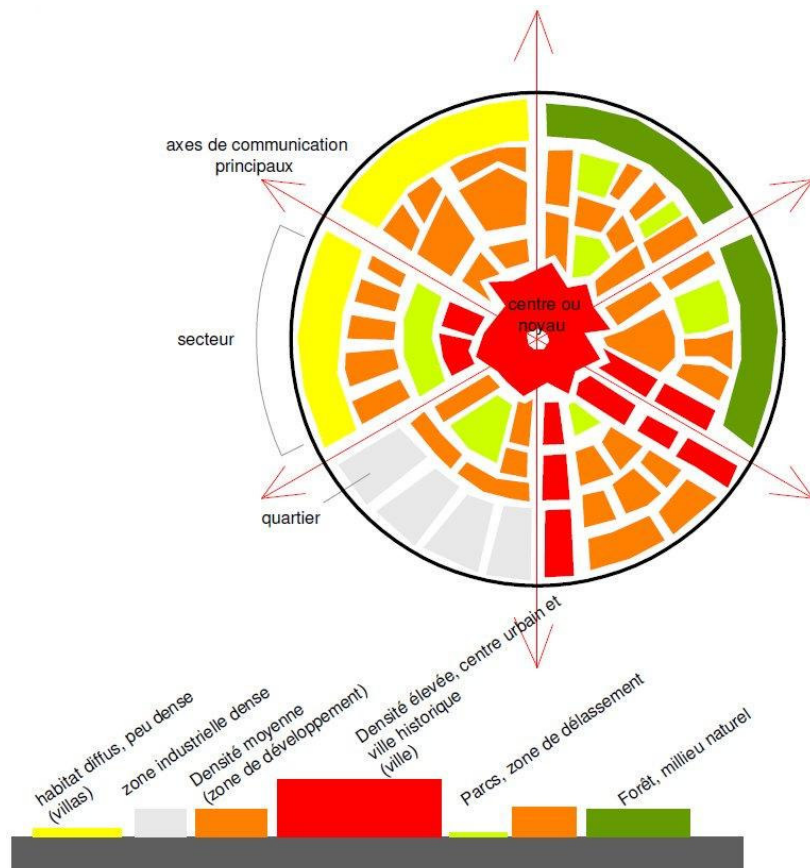 axes de communication
principaux
centre ou
noyau
secteur
quartier
habitat diffus, peu dense
(villas)
zone industrielle dense
Densité moyenne
(zone de développement)
Densité élevée, centre urbain et
ville historique
(ville)
Parcs, zone de délassement
Forêt, millieu naturel